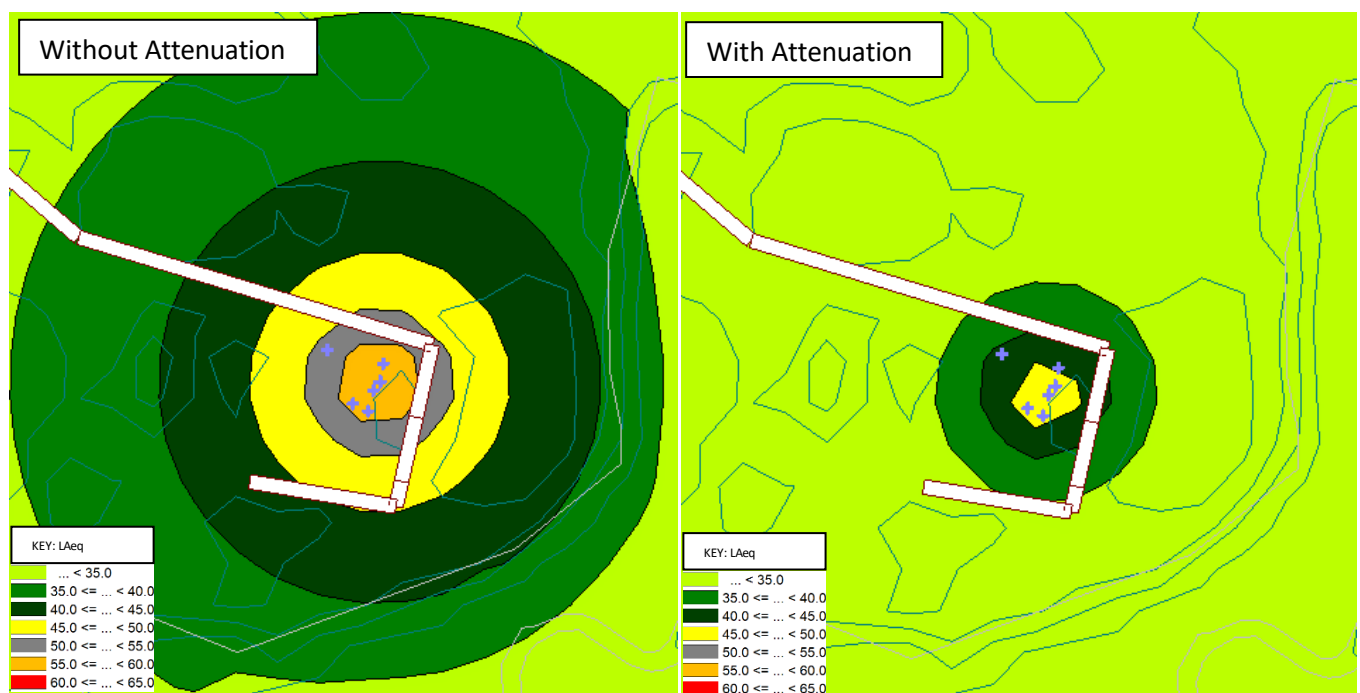 Without Attenuation
KEY: LAeq
... < 35.0
35.0 <= ... < 40.0
40.0 <= ... < 45.0
45.0 <= ... < 50.0
50.0 <= ... < 55.0
55.0 <= ... < 60.0
60.0 <= ... < 65.0
With Attenuation
KEY: LAeq
... < 35.0
35.0 <= ... < 40.0
40.0 <= ... < 45.0
45.0 <= ... < 50.0
50.0 <= ... < 55.0
55.0 <= ... < 60.0
60.0 <= ... < 65.0